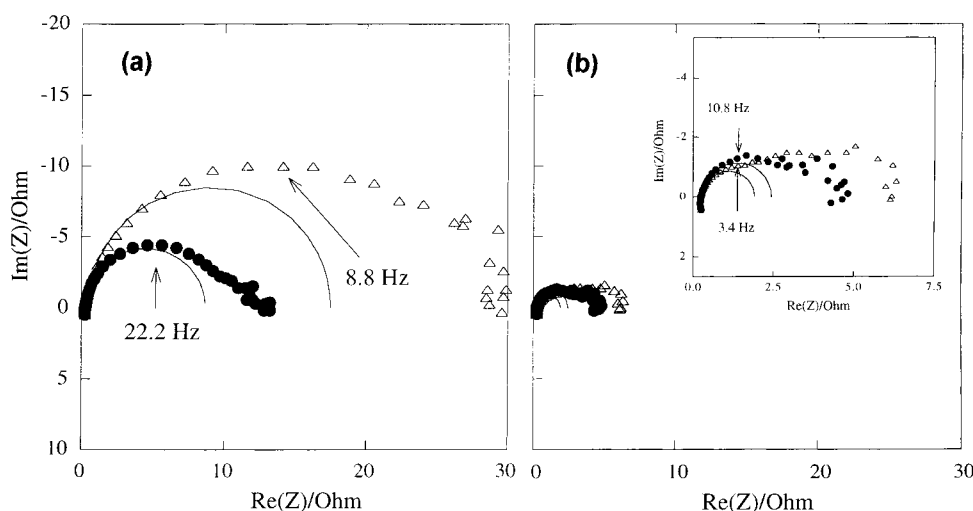 (a)
Im(Z)/Ohm
-20
-15
-10
-5
0
5
10
8.8 Hz
22.2 Hz
0 10 20 30
Re(Z)/Ohm
(b)
0 10 20 30
Re(Z)/Ohm
Im(Z)/Ohm
-4
-2
0
2
10.8 Hz
3.4 Hz
0.0 2.5 5.0 7.5
Re(Z)/Ohm